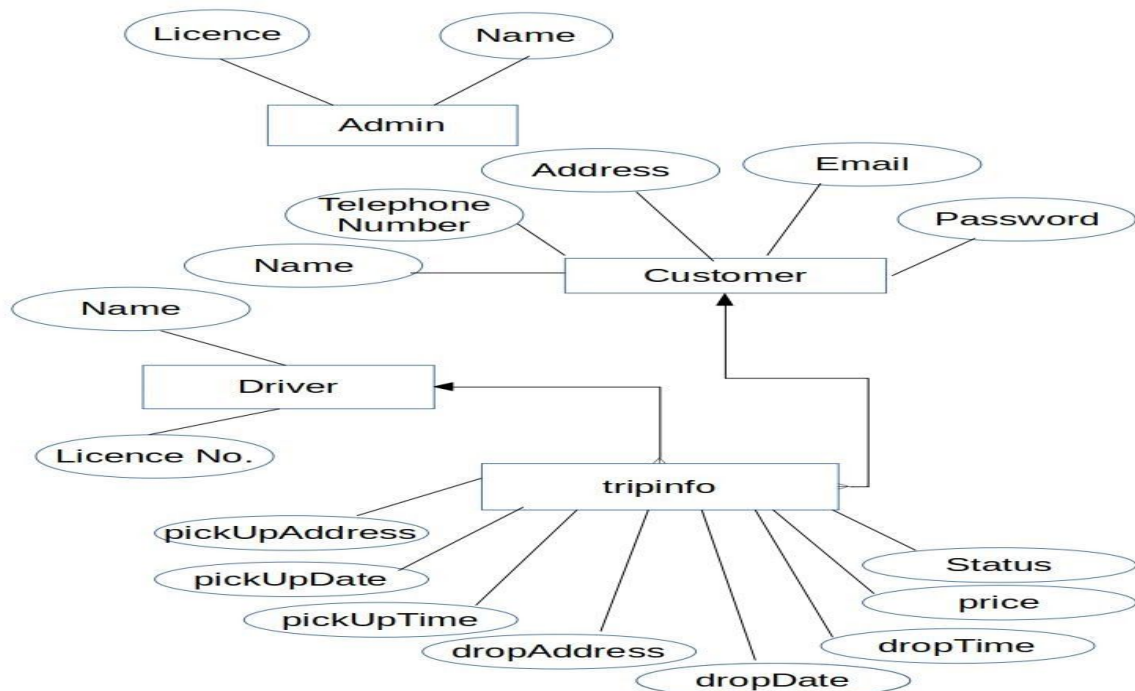 Licence
Name
Admin
Address
Email
Telephone
Number
Password
Name
Customer
Name
Driver
Licence No.
tripinfo
pickUpAddress
Status
pickUpDate
price
pickUpTime
dropTime
dropAddress
dropDate